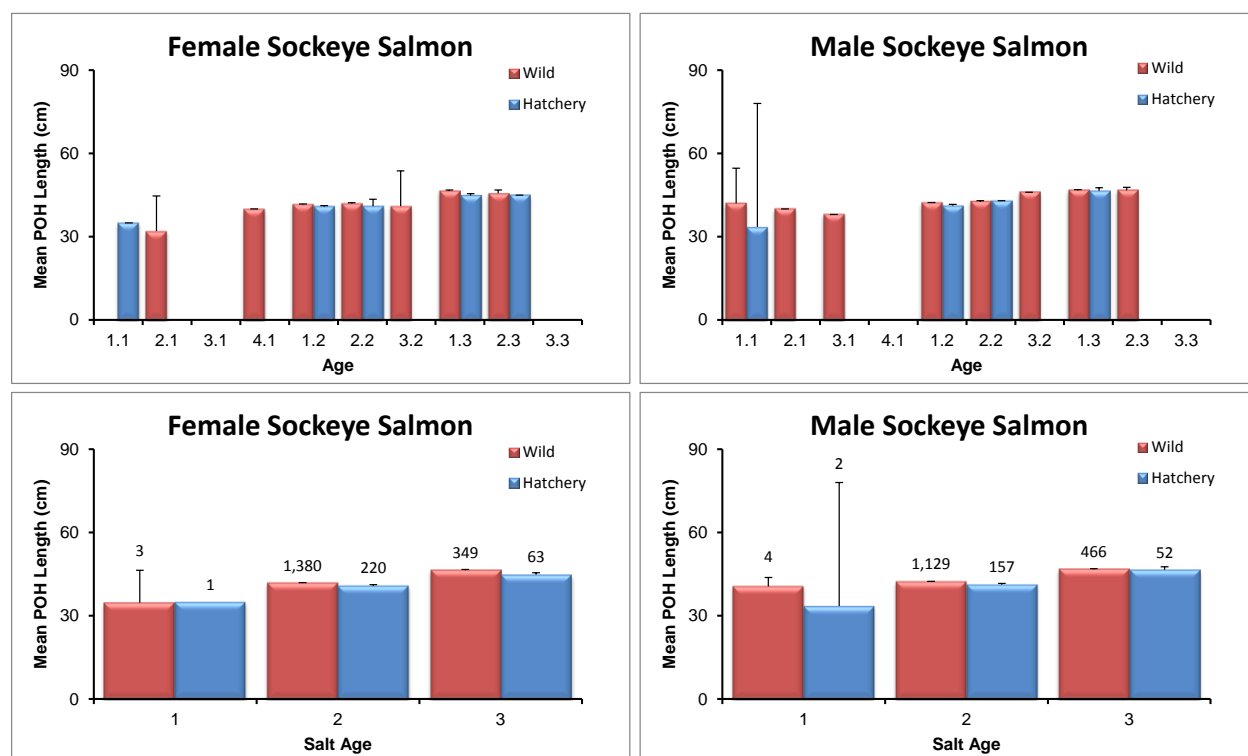 Female Sockeye Salmon
Wild
Hatchery
Mean POH Length (cm)
90
60
30
0
1.1 2.1 3.1 4.1 1.2 2.2 3.2 1.3 2.3 3.3
Age
Male Sockeye Salmon
Wild
Hatchery
Mean POH Length (cm)
90
60
30
0
1.1 2.1 3.1 4.1 1.2 2.2 3.2 1.3 2.3 3.3
Age
Female Sockeye Salmon
Wild
Hatchery
Mean POH Length (cm)
90
60
30
0
3 1 1,380 220 349 63
1 2 3
Salt Age
Male Sockeye Salmon
Wild
Hatchery
Mean POH Length (cm)
90
60
30
0
4 2 1,129 157 466 52
1 2 3
Salt Age